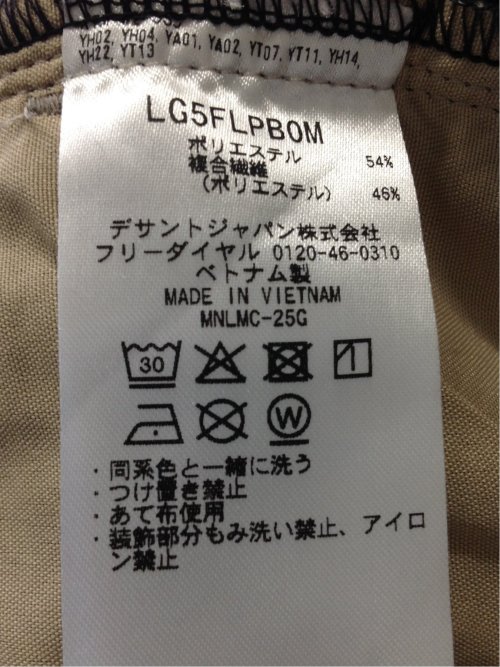 YH02, YH04, YA01, YA02, YT07, YT11, YH14,
YH22, YT13
LG5FLPB0M
ポリエステル 54%
複合繊維
(ポリエステル) 46%
デサントジャパン株式会社
フリーダイヤル 0120-46-0310
ベトナム製
MADE IN VIETNAM
MNLMC-25G
30
W
・同系色と一緒に洗う
・つけ置き禁止
・あて布使用
・装飾部分もみ洗い禁止、アイロ
ン禁止